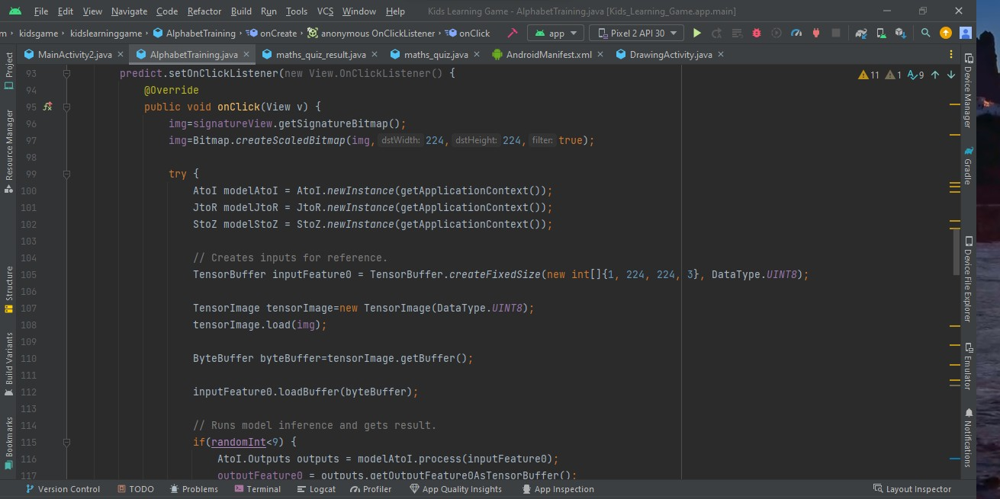 File Edit View Navigate Code Refactor Build Run Tools VCS Window Help Kids Learning Game - AlphabetTraining.java [Kids_Learning_Game.app.main]
m › kidsgame › kidslearninggame › AlphabetTraining › onCreate › anonymous OnClickListener › onClick app Pixel 2 API 30
MainActivity2.java AlphabetTraining.java maths_quiz_result.java maths_quiz.java AndroidManifest.xml DrawingActivity.java
93 predict.setOnClickListener(new View.OnClickListener() {
11 1 9
94 @Override
95 public void onClick(View v) {
96 img=signatureView.getSignatureBitmap();
97 img=Bitmap.createScaledBitmap(img, dstWidth: 224, dstHeight: 224, filter: true);
98
99 try {
100 AtoI modelAtoI = AtoI.newInstance(getApplicationContext());
101 JtoR modelJtoR = JtoR.newInstance(getApplicationContext());
102 StoZ modelStoZ = StoZ.newInstance(getApplicationContext());
103
104 // Creates inputs for reference.
105 TensorBuffer inputFeature0 = TensorBuffer.createFixedSize(new int[]{1, 224, 224, 3}, DataType.UINT8);
106
107 TensorImage tensorImage=new TensorImage(DataType.UINT8);
108 tensorImage.load(img);
109
110 ByteBuffer byteBuffer=tensorImage.getBuffer();
111
112 inputFeature0.loadBuffer(byteBuffer);
113
114 // Runs model inference and gets result.
115 if(randomInt<9) {
116 AtoI.Outputs outputs = modelAtoI.process(inputFeature0);
117 outputFeature0 = outputs.getOutputFeature0AsTensorBuffer();
Project
Resource Manager
Structure
Build Variants
Bookmarks
Device Manager
Gradle
Device File Explorer
Emulator
Notifications
Version Control TODO Problems Terminal Logcat Profiler App Quality Insights App Inspection Layout Inspector